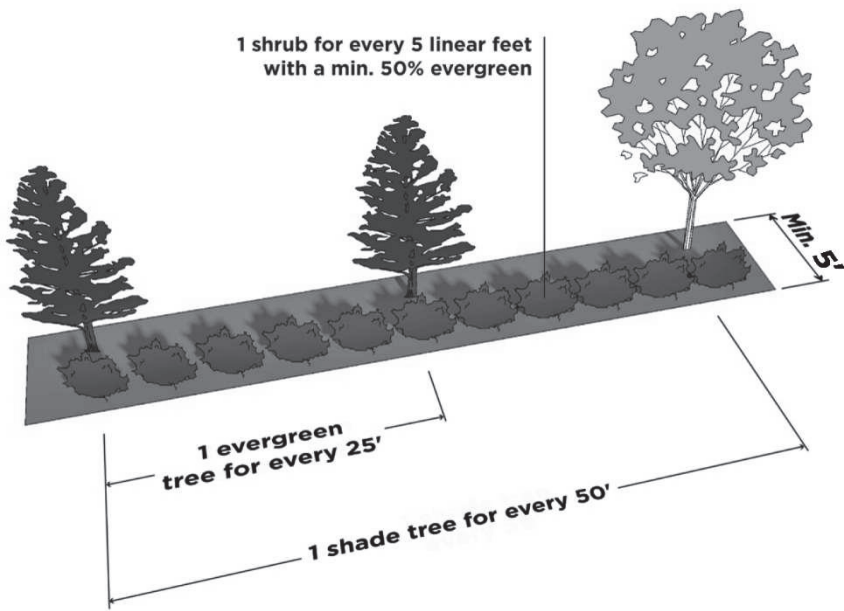 1 shrub for every 5 linear feet
with a min. 50% evergreen
Min. 5'
1 evergreen
tree for every 25'
1 shade tree for every 50'